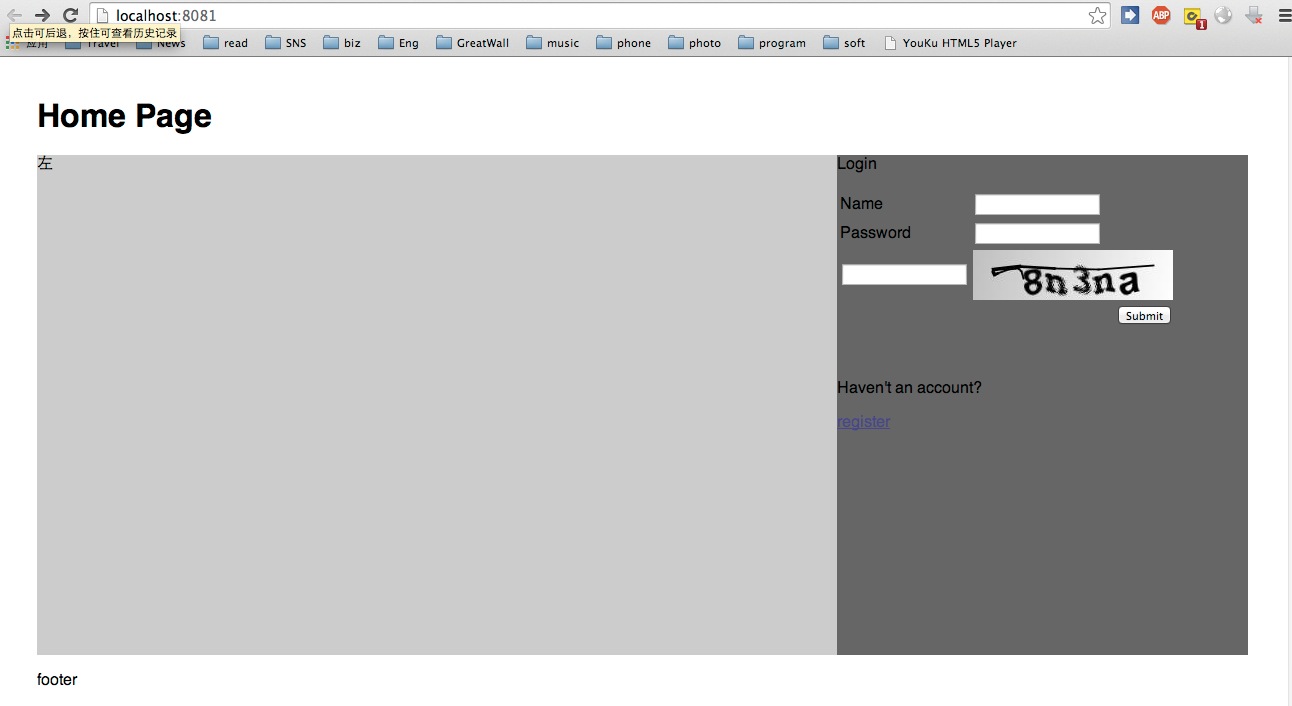 localhost:8081
ABP
1
点击可后退，按住可查看历史记录
应用 Travel News read SNS biz Eng GreatWall music phone photo program soft YouKu HTML5 Player
Home Page
左
Login
Name
Password
8n3na
Submit
Haven't an account?
register
footer